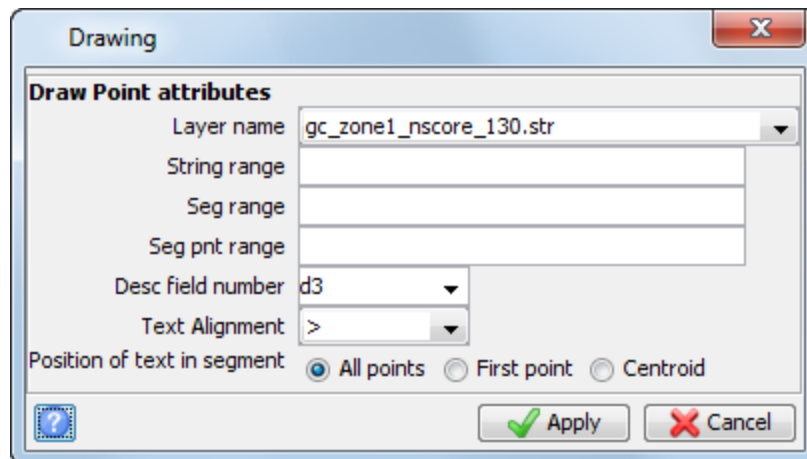 Drawing
Draw Point attributes
Layer name gc_zone1_nscore_130.str
String range
Seg range
Seg pnt range
Desc field number d3
Text Alignment >
Position of text in segment All points First point Centroid
? Apply Cancel